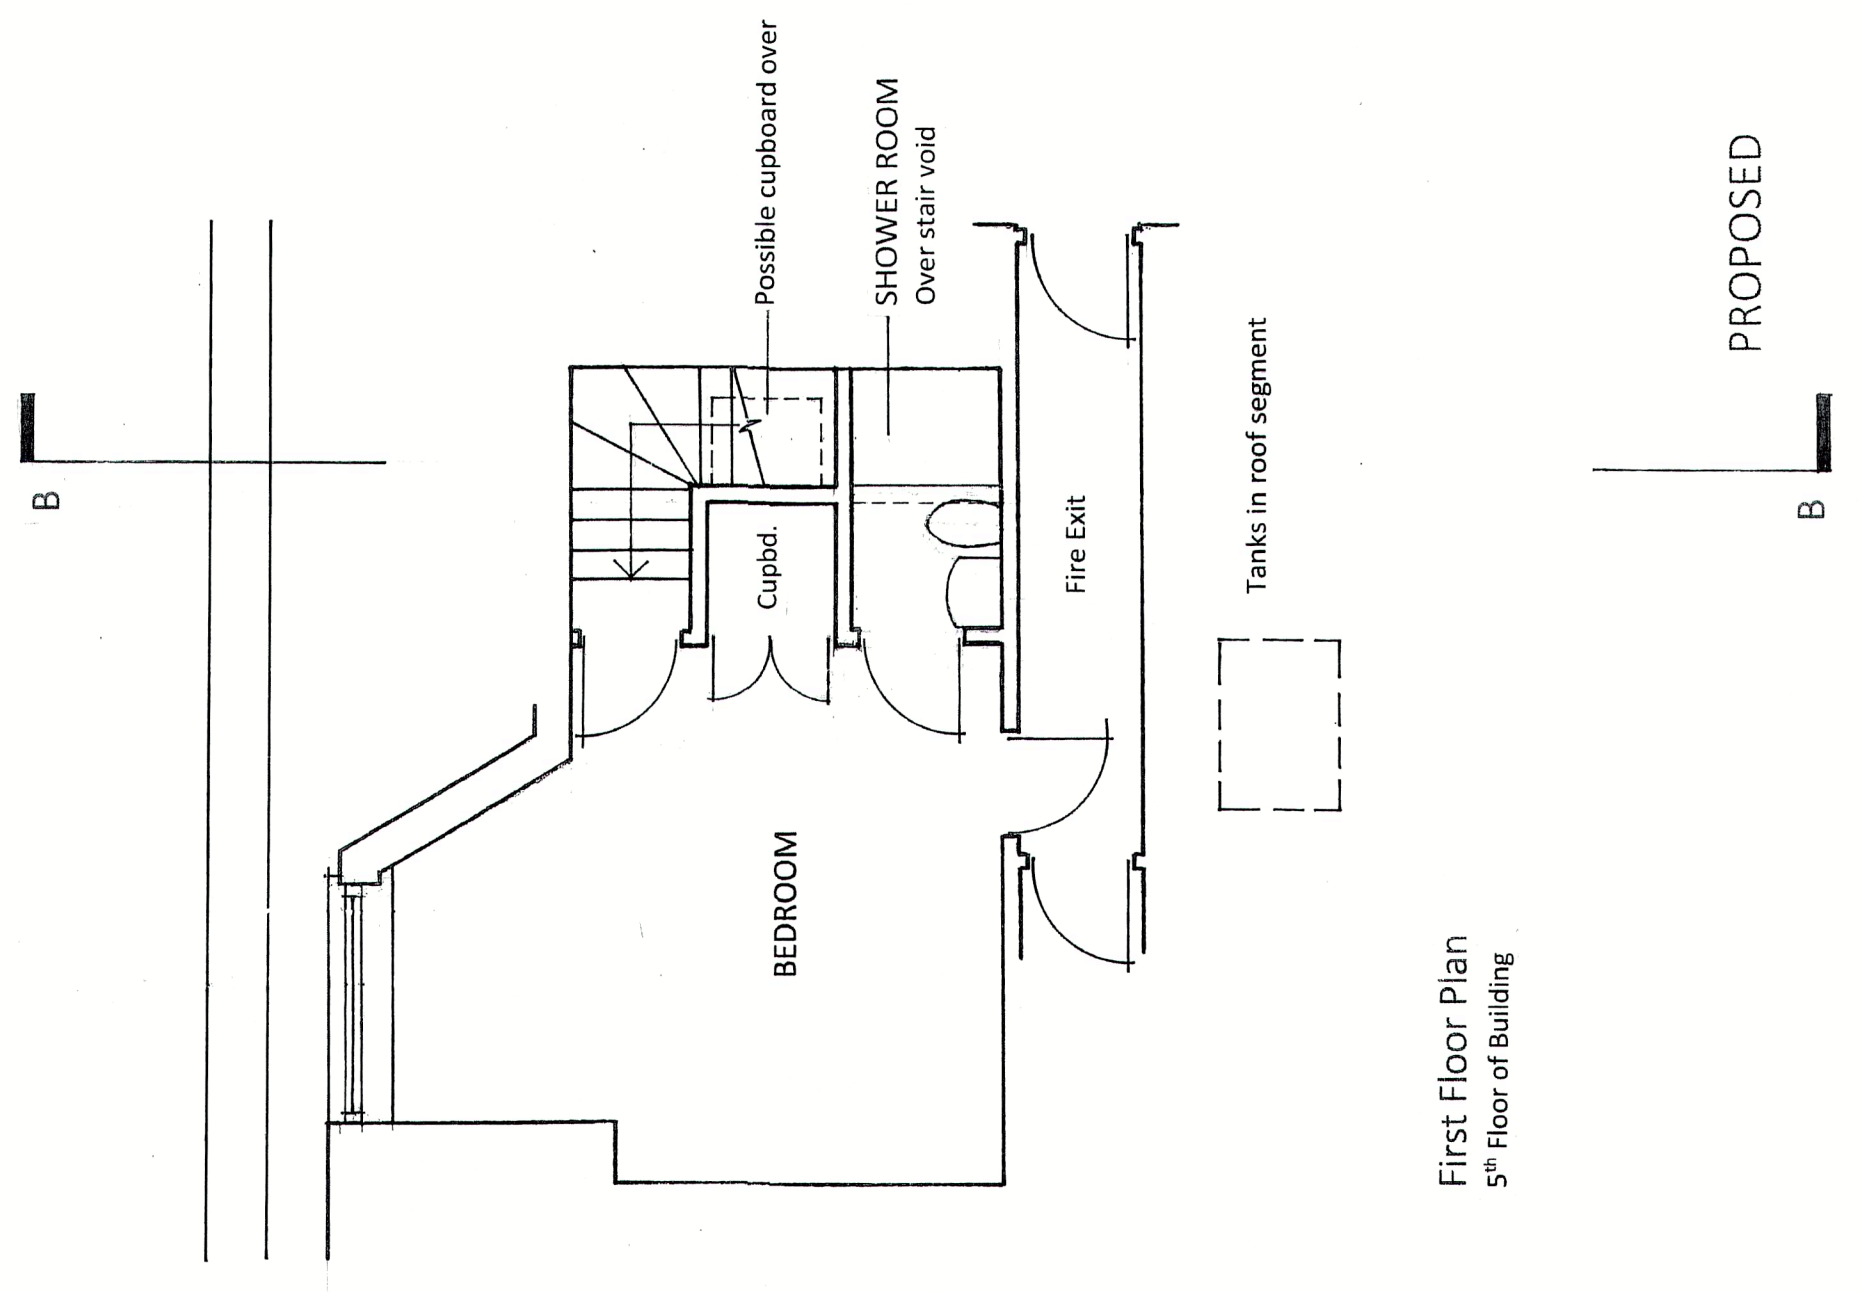 B
Possible cupboard over
SHOWER ROOM
Over stair void
Cupbd.
BEDROOM
Fire Exit
Tanks in roof segment
First Floor Plan
5th Floor of Building
PROPOSED
B